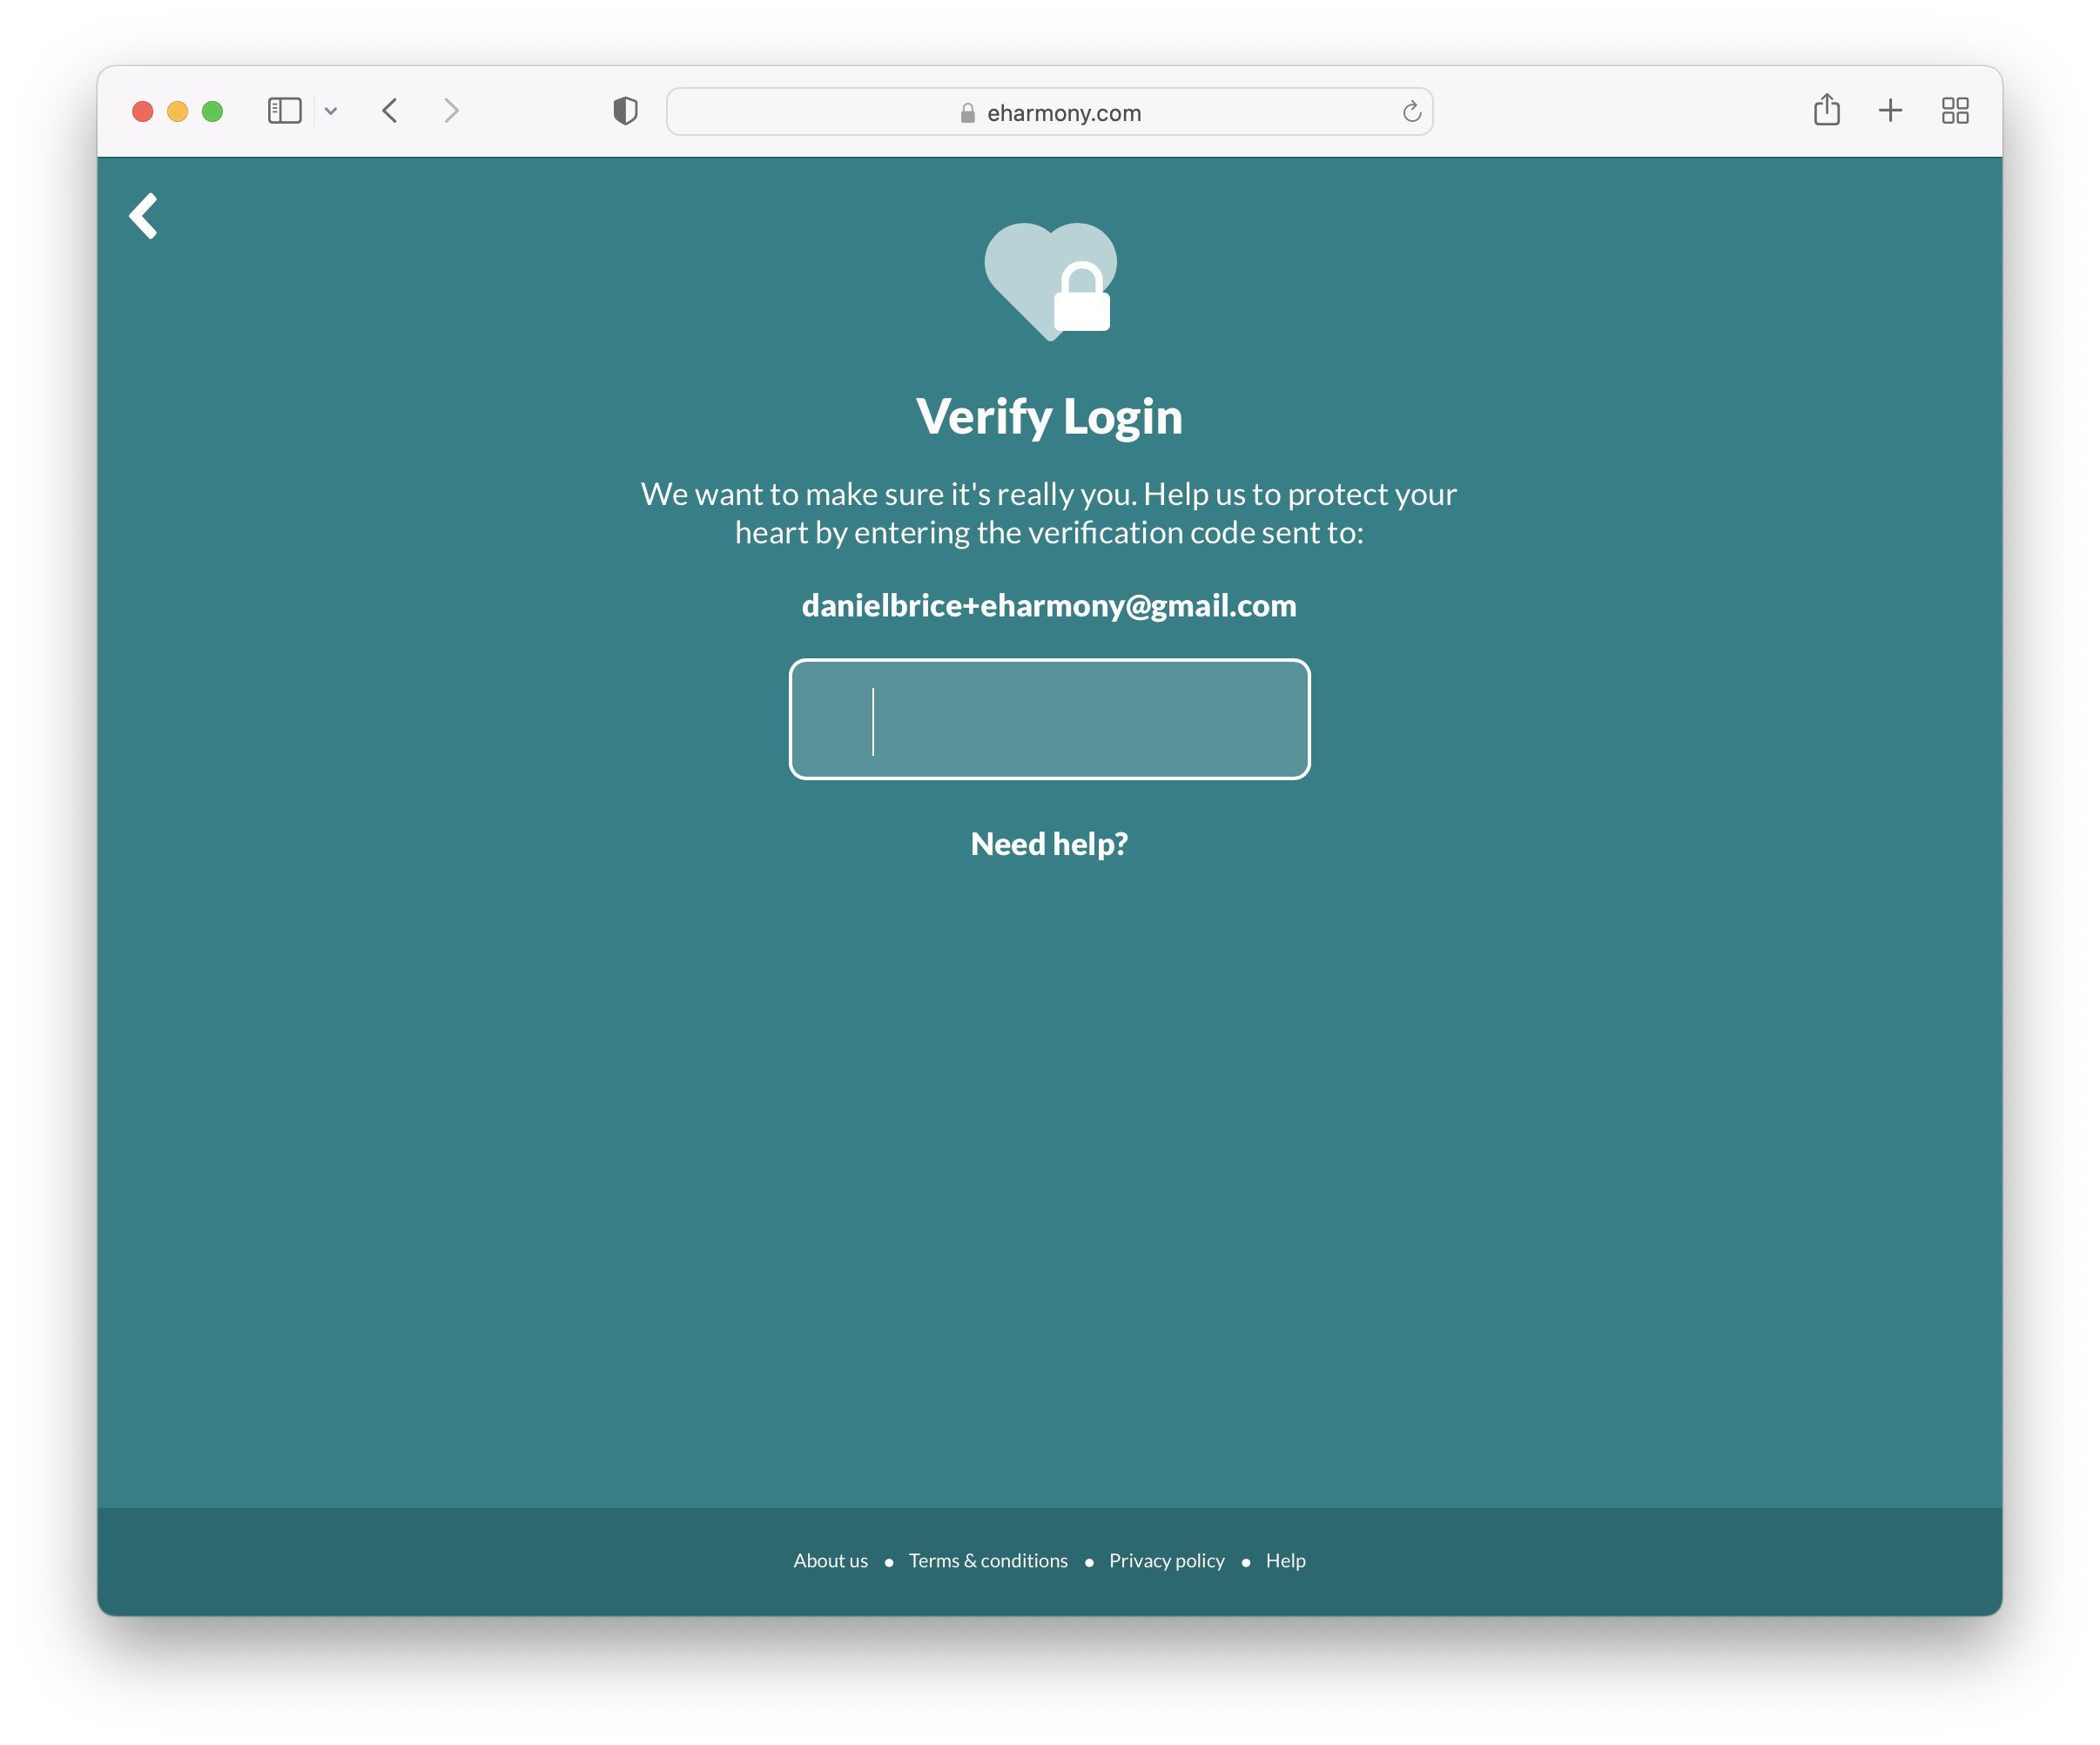 eharmony.com
Verify Login
We want to make sure it's really you. Help us to protect your
heart by entering the verification code sent to:
danielbrice+eharmony@gmail.com
Need help?
About us • Terms & conditions • Privacy policy • Help